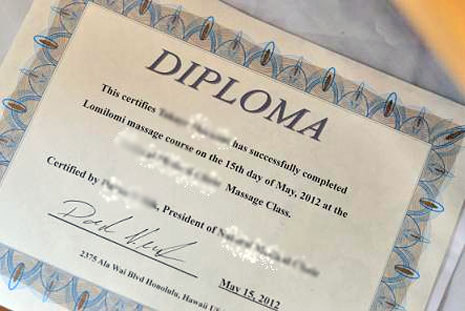 DIPLOMA
This certifies has successfully completed
Lomilomi massage course on the 15th day of May, 2012 at the
Massage Class.
Certified by , President of
May 15, 2012
2375 Ala Wai Blvd Honolulu, Hawaii